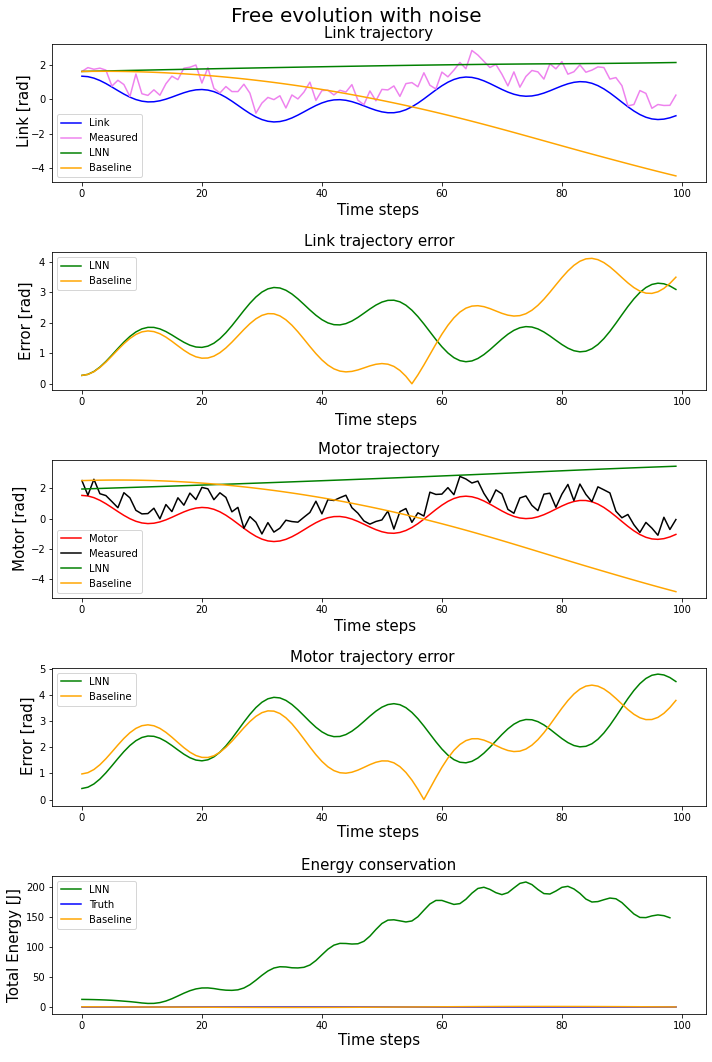 Free evolution with noise
Link trajectory
Link [rad]
2
0
−2
−4
Link
Measured
LNN
Baseline
0 20 40 60 80 100
Time steps
Link trajectory error
Error [rad]
4
3
2
1
0
LNN
Baseline
0 20 40 60 80 100
Time steps
Motor trajectory
Motor [rad]
2
0
−2
−4
Motor
Measured
LNN
Baseline
0 20 40 60 80 100
Time steps
Motor trajectory error
Error [rad]
5
4
3
2
1
0
LNN
Baseline
0 20 40 60 80 100
Time steps
Energy conservation
Total Energy [J]
200
150
100
50
0
LNN
Truth
Baseline
0 20 40 60 80 100
Time steps